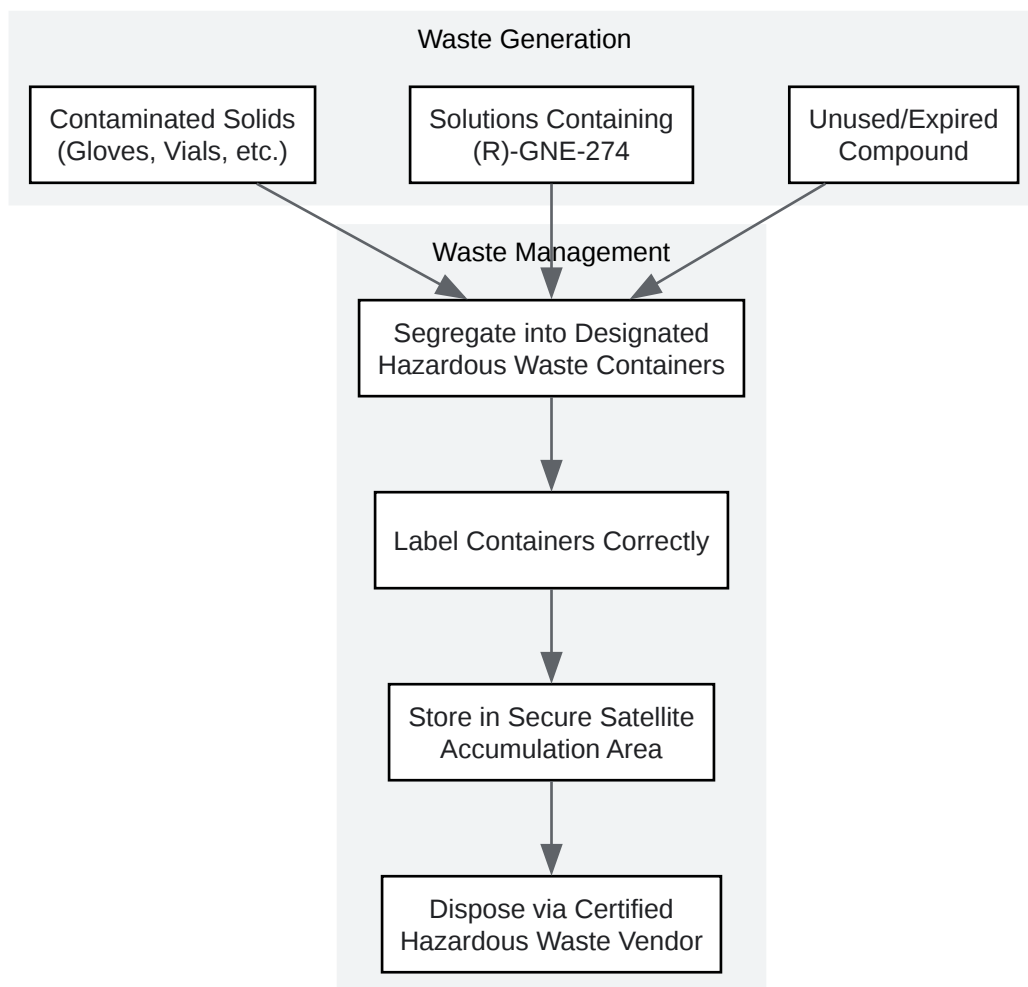 Waste Generation
Contaminated Solids
(Gloves, Vials, etc.)
Solutions Containing
(R)-GNE-274
Unused/Expired
Compound
Waste Management
Segregate into Designated
Hazardous Waste Containers
Label Containers Correctly
Store in Secure Satellite
Accumulation Area
Dispose via Certified
Hazardous Waste Vendor